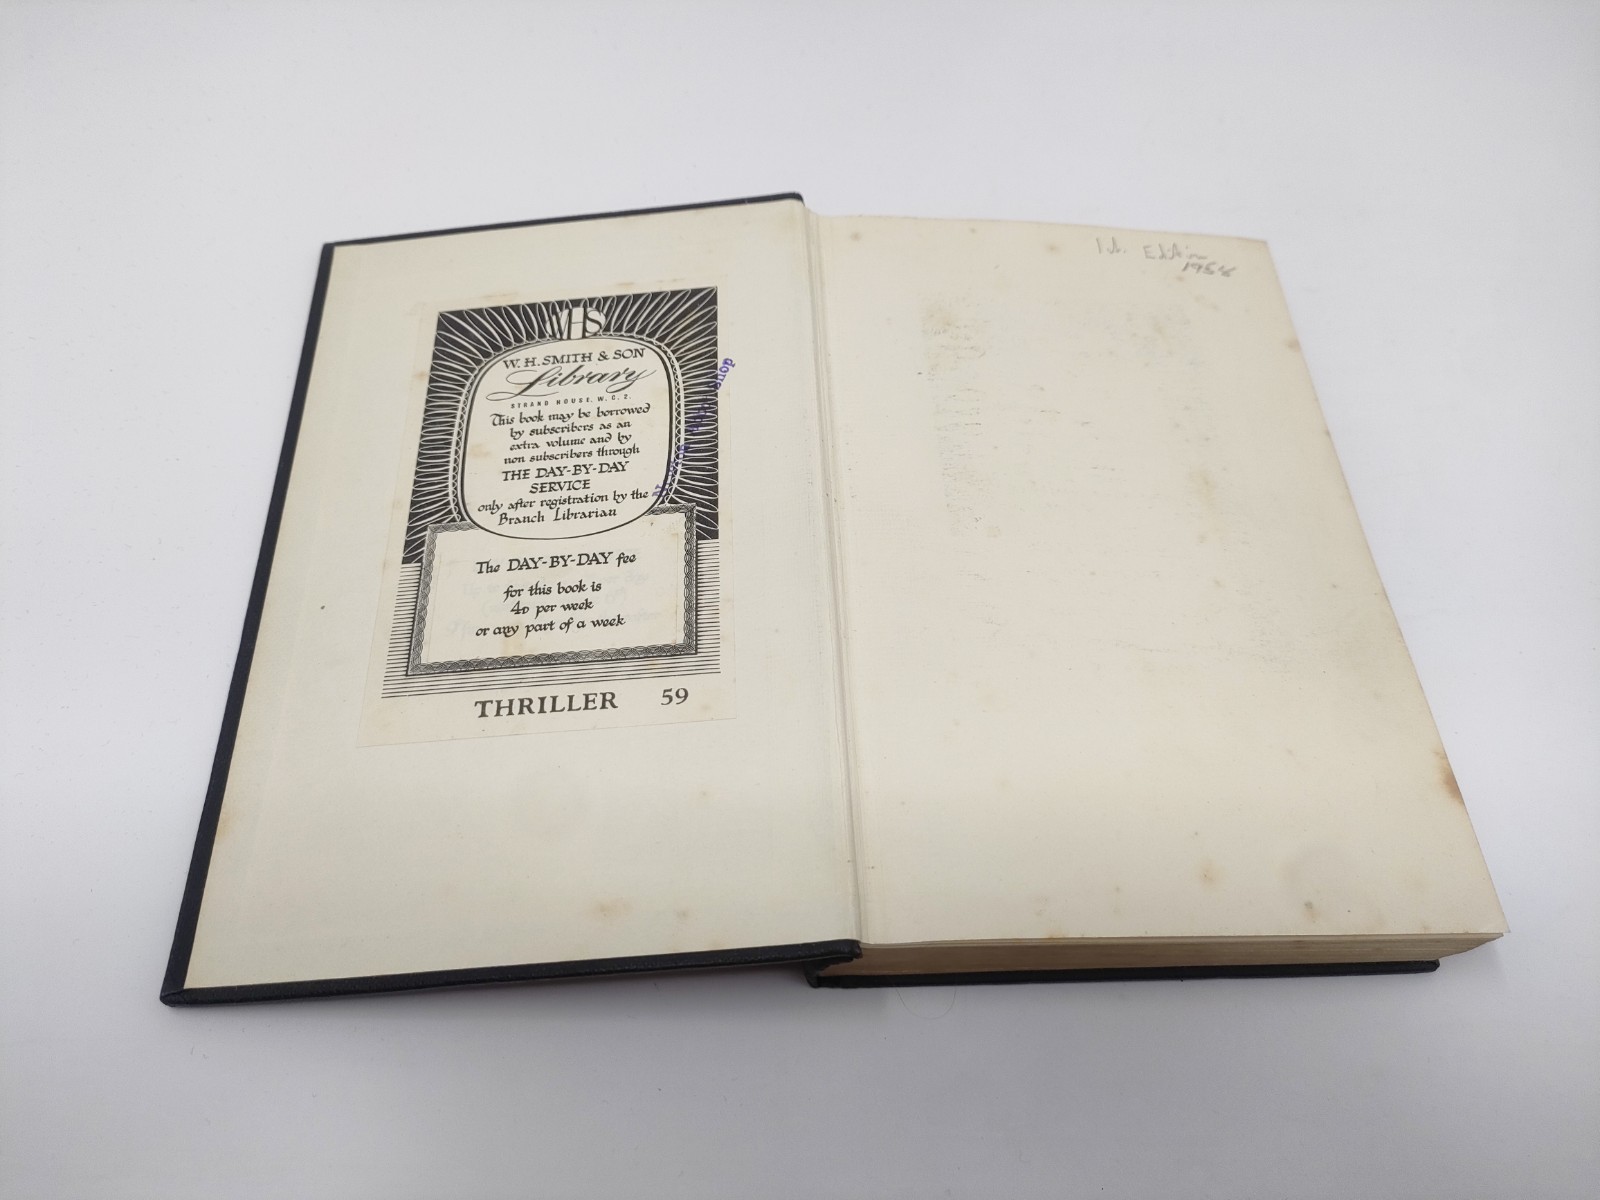 WHS
W. H. SMITH & SON
Library
STRAND HOUSE, W. C. 2.
This book may be borrowed
by subscribers as an
extra volume and by
non subscribers through
THE DAY-BY-DAY
SERVICE
only after registration by the
Branch Librarian
The DAY-BY-DAY fee
for this book is
4D per week
or any part of a week
THRILLER 59
Shop
Edition